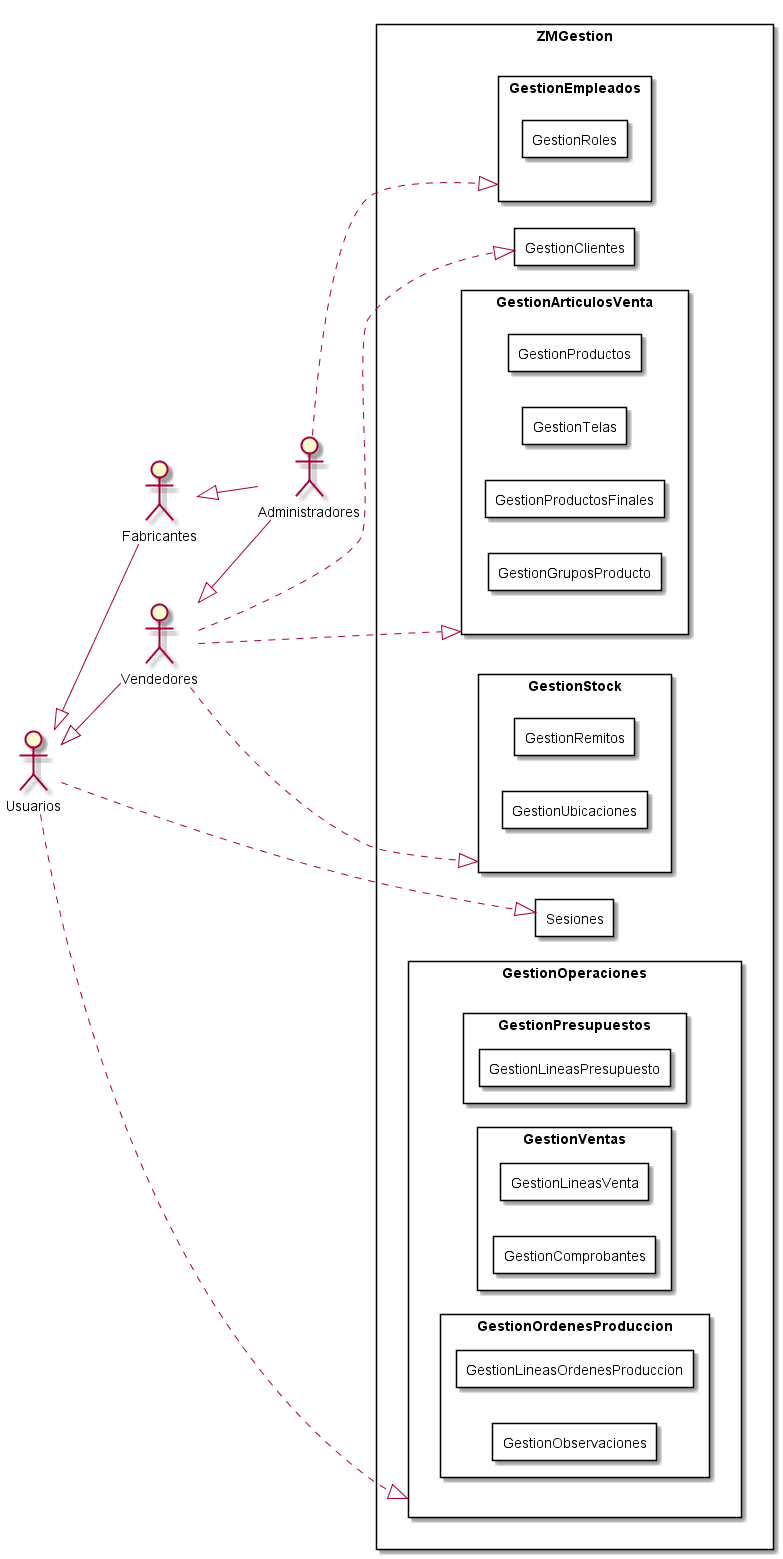 ZMGestion
GestionEmpleados
GestionRoles
GestionClientes
GestionArticulosVenta
GestionProductos
GestionTelas
GestionProductosFinales
GestionGruposProducto
Administradores
Fabricantes
Vendedores
Usuarios
GestionStock
GestionRemitos
GestionUbicaciones
Sesiones
GestionOperaciones
GestionPresupuestos
GestionLineasPresupuesto
GestionVentas
GestionLineasVenta
GestionComprobantes
GestionOrdenesProduccion
GestionLineasOrdenesProduccion
GestionObservaciones